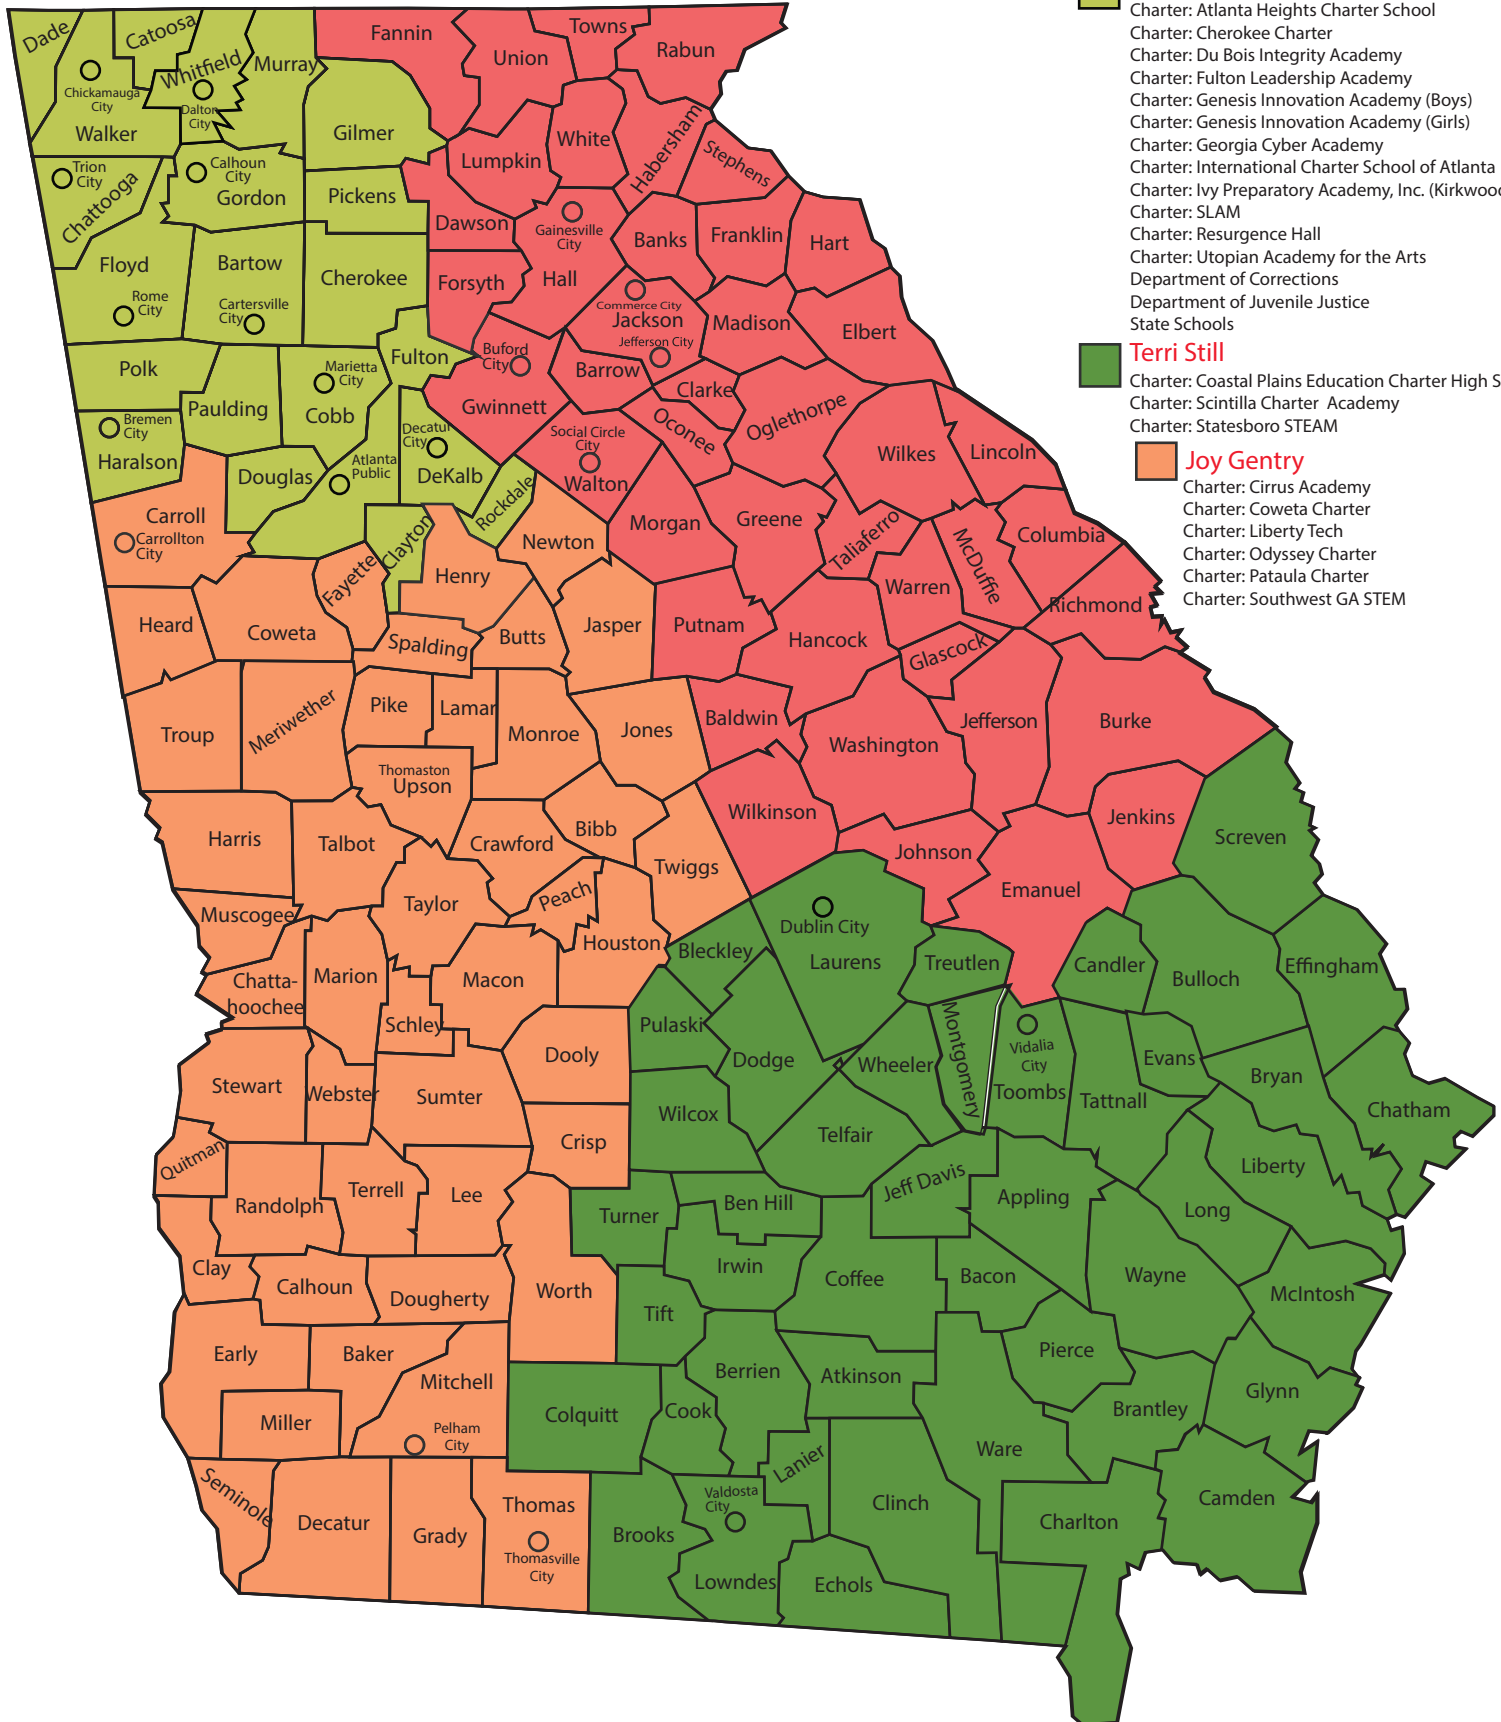 Charter: Atlanta Heights Charter School
Charter: Cherokee Charter
Charter: Du Bois Integrity Academy
Charter: Fulton Leadership Academy
Charter: Genesis Innovation Academy (Boys)
Charter: Genesis Innovation Academy (Girls)
Charter: Georgia Cyber Academy
Charter: International Charter School of Atlanta
Charter: Ivy Preparatory Academy, Inc. (Kirkwoo
Charter: SLAM
Charter: Resurgence Hall
Charter: Utopian Academy for the Arts
Department of Corrections
Department of Juvenile Justice
State Schools
Terri Still
Charter: Coastal Plains Education Charter High S
Charter: Scintilla Charter Academy
Charter: Statesboro STEAM
Joy Gentry
Charter: Cirrus Academy
Charter: Coweta Charter
Charter: Liberty Tech
Charter: Odyssey Charter
Charter: Pataula Charter
Charter: Southwest GA STEM
Dade
Catoosa
Whitfield
Murray
Fannin
Union
Towns
Rabun
Chickamauga
City
Dalton
City
Walker
Gilmer
White
Habersham
Stephens
Lumpkin
Trion
City
Chattooga
Calhoun
City
Gordon
Pickens
Dawson
Gainesville
City
Hall
Banks
Franklin
Hart
Floyd
Rome
City
Bartow
Cartersville
City
Cherokee
Forsyth
Commerce City
Jackson
Jefferson City
Madison
Elbert
Polk
Paulding
Marietta
City
Cobb
Fulton
Buford
City
Gwinnett
Barrow
Clarke
Oconee
Oglethorpe
Wilkes
Lincoln
Bremen
City
Haralson
Douglas
Atlanta
Public
Decatur
City
DeKalb
Rockdale
Social Circle
City
Walton
Morgan
Greene
Taliaferro
McDuffie
Columbia
Carroll
Carrollton
City
Clayton
Fayette
Henry
Newton
Warren
Richmond
Heard
Coweta
Spalding
Butts
Jasper
Putnam
Hancock
Glascock
Troup
Meriwether
Pike
Lamar
Monroe
Jones
Baldwin
Washington
Jefferson
Burke
Thomaston
Upson
Wilkinson
Jenkins
Screven
Harris
Talbot
Crawford
Bibb
Twiggs
Johnson
Emanuel
Muscogee
Taylor
Peach
Houston
Bleckley
Dublin City
Laurens
Treutlen
Candler
Bulloch
Effingham
Chatta-
hoochee
Marion
Macon
Schley
Dooly
Pulaski
Dodge
Wheeler
Montgomery
Vidalia
City
Toombs
Tattnall
Evans
Bryan
Chatham
Stewart
Webster
Sumter
Crisp
Wilcox
Telfair
Quitman
Randolph
Terrell
Lee
Turner
Ben Hill
Jeff Davis
Appling
Long
Liberty
Clay
Calhoun
Dougherty
Worth
Irwin
Tift
Coffee
Bacon
Wayne
McIntosh
Early
Baker
Mitchell
Miller
Pelham
City
Colquitt
Cook
Berrien
Atkinson
Pierce
Brantley
Glynn
Seminole
Decatur
Grady
Thomas
Thomasville
City
Brooks
Valdosta
City
Lowndes
Lanier
Echols
Clinch
Ware
Charlton
Camden